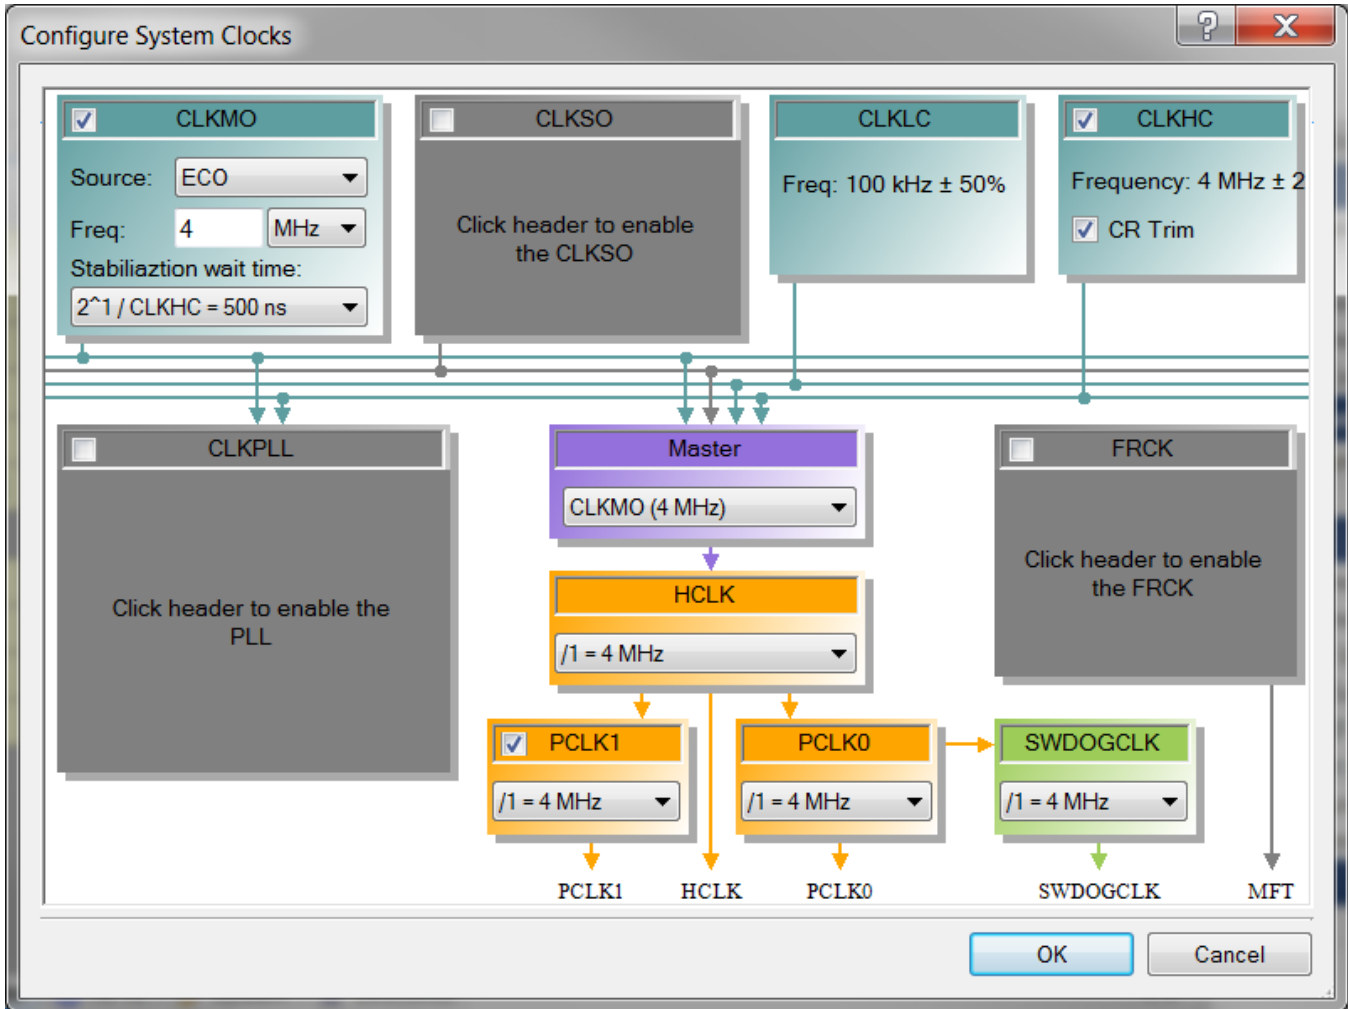 Configure System Clocks
CLKMO
Source: ECO
Freq: 4 MHz
Stabiliaztion wait time:
2^1 / CLKHC = 500 ns
CLKSO
Click header to enable
the CLKSO
CLKLC
Freq: 100 kHz ± 50%
CLKHC
Frequency: 4 MHz ± 2
CR Trim
CLKPLL
Click header to enable the
PLL
Master
CLKMO (4 MHz)
HCLK
/1 = 4 MHz
FRCK
Click header to enable
the FRCK
PCLK1
/1 = 4 MHz
PCLK0
/1 = 4 MHz
SWDOGCLK
/1 = 4 MHz
PCLK1 HCLK PCLK0 SWDOGCLK MFT
OK Cancel